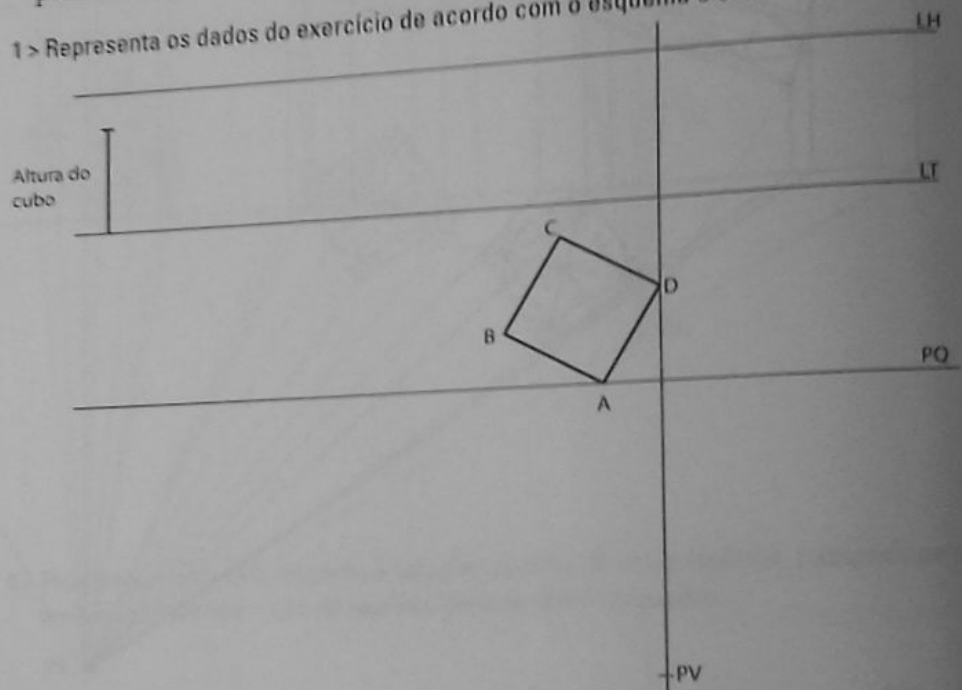 1 > Representa os dados do exercício de acordo com o
LH
Altura do
cubo
LT
C
D
B
PQ
A
PV